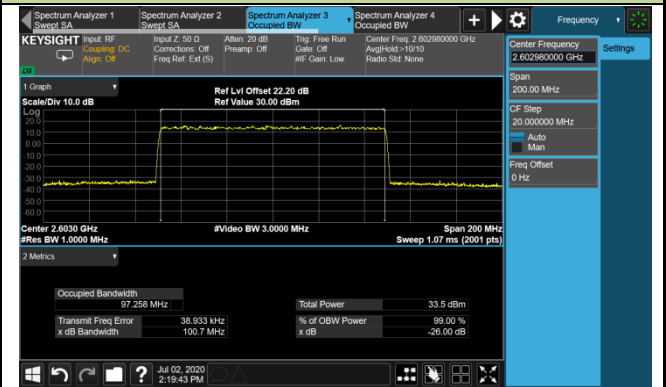 Spectrum Analyzer 1
Swept SA
Spectrum Analyzer 2
Swept SA
Spectrum Analyzer 3
Occupied BW
Spectrum Analyzer 4
Occupied BW
Frequency
KEYSIGHT
Input: RF
Coupling: DC
Align: Off
Input Z: 50 Ω
Corrections: Off
Freq Ref: Ext (S)
Atten: 20 dB
Preamp: Off
Trig: Free Run
Gate: Off
#IF Gain: Low
Center Freq: 2.602980000 GHz
Avg|Hold:>10/10
Radio Std: None
LVI
Center Frequency
2.602980000 GHz
Settings
Span
200.00 MHz
CF Step
20.000000 MHz
Auto
Man
Freq Offset
0 Hz
1 Graph
Scale/Div 10.0 dB
Ref Lvl Offset 22.20 dB
Ref Value 30.00 dBm
Log
20.0
10.0
0.00
-10.0
-20.0
-30.0
-40.0
-50.0
-60.0
Center 2.6030 GHz
#Res BW 1.0000 MHz
#Video BW 3.0000 MHz
Span 200 MHz
Sweep 1.07 ms (2001 pts)
2 Metrics
Occupied Bandwidth
97.258 MHz
Total Power 33.5 dBm
Transmit Freq Error 38.933 kHz
% of OBW Power 99.00 %
x dB Bandwidth 100.7 MHz
x dB -26.00 dB
?
Jul 02, 2020
2:19:43 PM